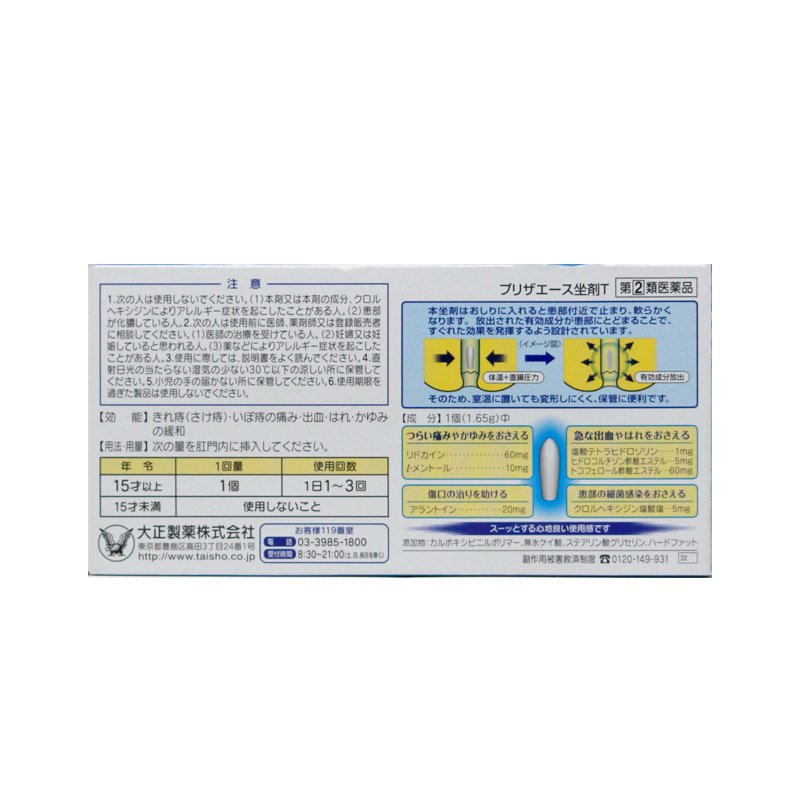 注意
1.次の人は使用しないでください。(1)本剤又は本剤の成分、クロル
ヘキシジンによりアレルギー症状を起こしたことがある人。(2)患部
が化膿している人。2.次の人は使用前に医師、薬剤師又は登録販売者
に相談してください。(1)医師の治療を受けている人。(2)妊婦又は妊
娠していると思われる人。(3)薬などによりアレルギー症状を起こした
ことがある人。3.使用に際しては、説明書をよく読んでください。4.直
射日光の当たらない湿気の少ない30℃以下の涼しい所に保管して
ください。5.小児の手の届かない所に保管してください。6.使用期限を
過ぎた製品は使用しないでください。
【効能】きれ痔(さけ痔)・いぼ痔の痛み・出血・はれ・かゆみ
の緩和
【用法・用量】次の量を肛門内に挿入してください。
年令 1回量 使用回数
15才以上 1個 1日1〜3回
15才未満 使用しないこと
大正製薬株式会社
東京都豊島区高田3丁目24番1号
http://www.taisho.co.jp
お客様119番室
電話 03-3985-1800
受付時間 8:30〜21:00(土、日、祝日を除く)
プリザエース坐剤T 第②類医薬品
本坐剤はおしりに入れると患部付近で止まり、軟らかく
なります。放出された有効成分が患部にとどまることで、
すぐれた効果を発揮するよう設計されています。
〈イメージ図〉
体温+直腸圧力
有効成分放出
そのため、室温に置いても変形しにくく、保管に便利です。
【成分】1個(1.65g)中
つらい痛みやかゆみをおさえる
リドカイン 60mg
l-メントール 10mg
急な出血やはれをおさえる
塩酸テトラヒドロゾリン……1mg
ヒドロコルチゾン酢酸エステル…5mg
トコフェロール酢酸エステル…60mg
傷口の治りを助ける
アラントイン 20mg
患部の細菌感染をおさえる
クロルヘキシジン塩酸塩…5mg
スーッとする心地良い使用感です
添加物:カルボキシビニルポリマー、無水ケイ酸、ステアリン酸グリセリン、ハードファット
副作用被害救済制度 ☎0120-149-931 32